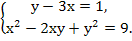 y − 3x = 1,
x² − 2xy + y² = 9.